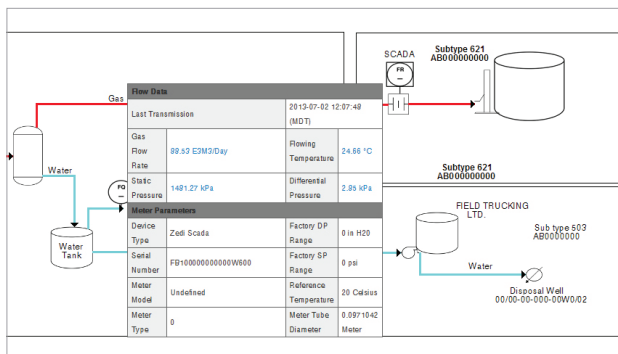 SCADA
Subtype 621
AB000000000
FB
Gas
Flow Data
Last Transmission
2013-07-02 12:07:48
(MDT)
Gas
Flow
Rate
99.53 E3M3/Day
Flowing
Temperature
24.66 °C
Static
Pressure
1481.27 kPa
Differential
Pressure
2.95 kPa
Meter Parameters
Device
Type
Zedi Scada
Factory DP
Range
0 in H20
Serial
Number
FB100000000000W600
Factory SP
Range
0 psi
Meter
Model
Undefined
Reference
Temperature
20 Celsius
Meter
Type
0
Meter Tube
Diameter
0.0971042
Meter
Water
FQ
Water
Tank
Subtype 621
AB000000000
FIELD TRUCKING
LTD.
Sub type 503
AB0000000
Water
Disposal Well
00/00-00-000-00W0/02